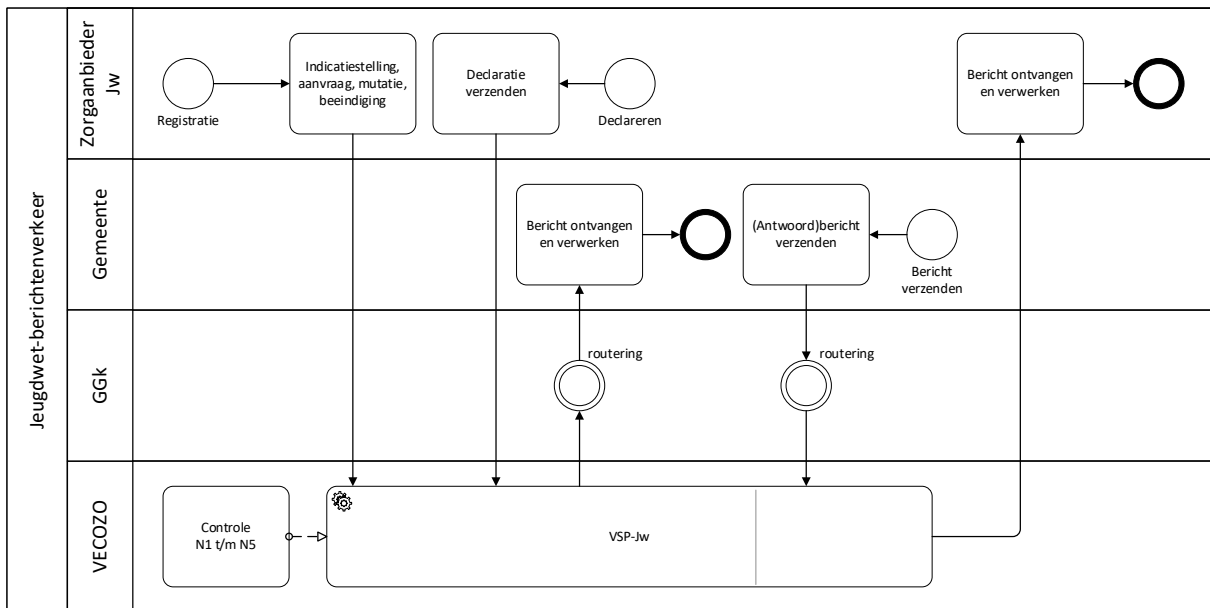 Jeugdwet-berichtenverkeer
Zorgaanbieder
Jw
Registratie
Indicatiestelling,
aanvraag, mutatie,
beeindiging
Declaratie
verzenden
Declareren
Bericht ontvangen
en verwerken
Gemeente
Bericht ontvangen
en verwerken
(Antwoord)bericht
verzenden
Bericht
verzenden
GGk
routering
routering
VECOZO
Controle
N1 t/m N5
VSP-Jw